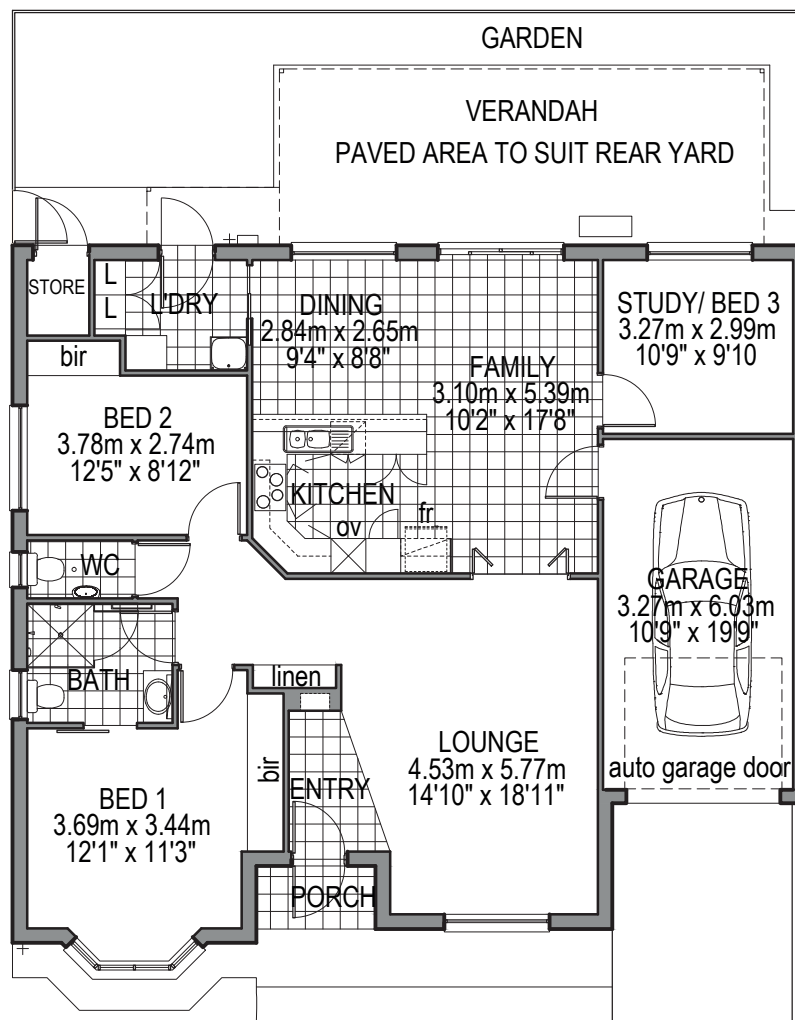 GARDEN
VERANDAH
PAVED AREA TO SUIT REAR YARD
STORE
L
L
L'DRY
DINING
2.84m x 2.65m
9'4" x 8'8"
STUDY/ BED 3
3.27m x 2.99m
10'9" x 9'10
bir
FAMILY
3.10m x 5.39m
10'2" x 17'8"
BED 2
3.78m x 2.74m
12'5" x 8'12"
KITCHEN
ov
fr
WC
GARAGE
3.27m x 6.03m
10'9" x 19'9"
BATH
linen
LOUNGE
4.53m x 5.77m
14'10" x 18'11"
auto garage door
bir
ENTRY
BED 1
3.69m x 3.44m
12'1" x 11'3"
PORCH